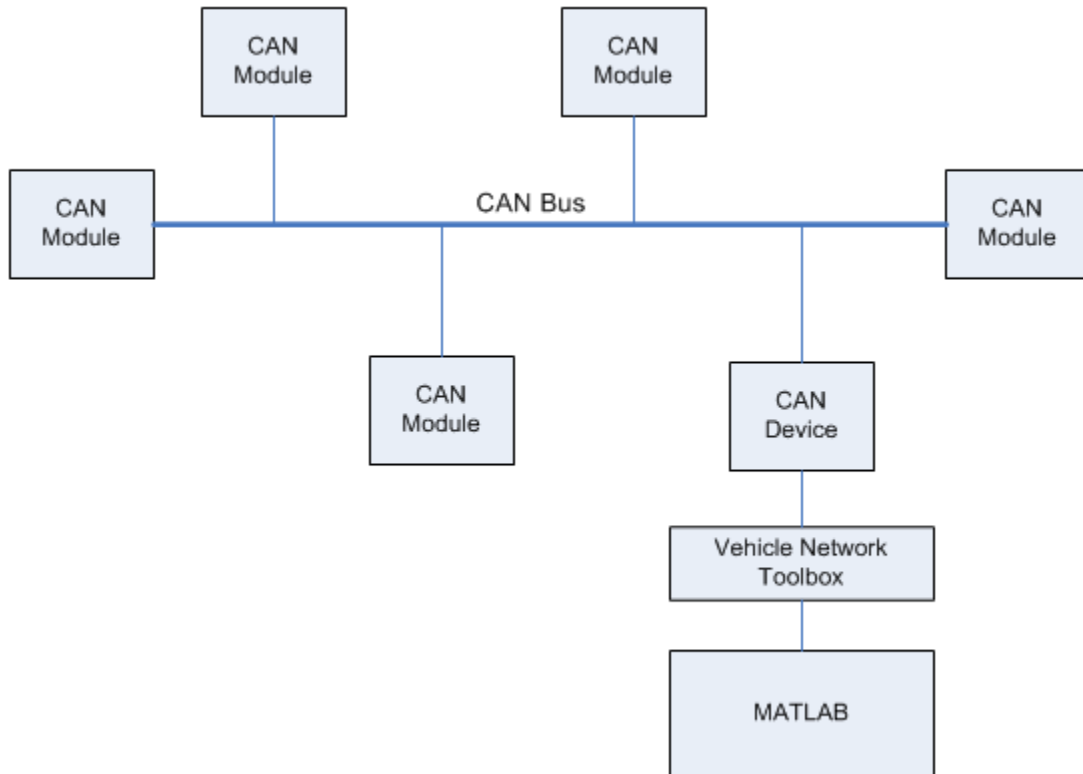 CAN
Module
CAN
Module
CAN
Module
CAN Bus
CAN
Module
CAN
Module
CAN
Device
Vehicle Network
Toolbox
MATLAB